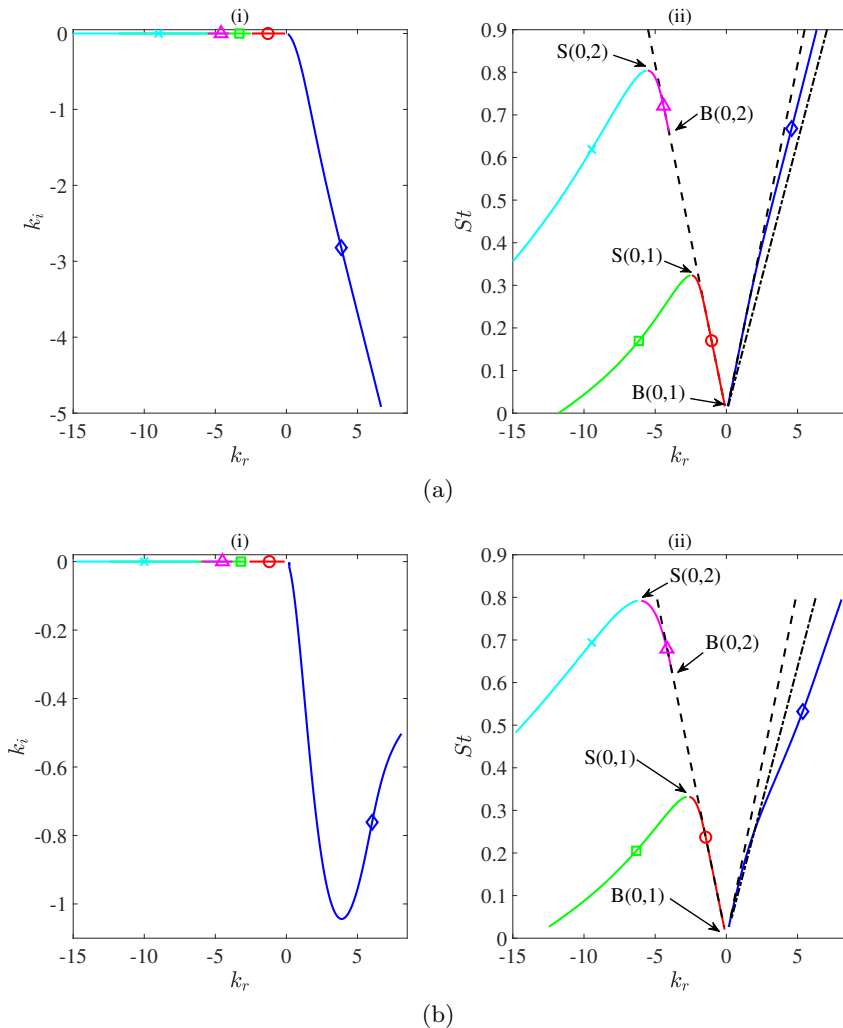 (i)
0
-1
-2
-3
-4
-5
k_i
-15
-10
-5
0
5
k_r
(ii)
0.9
0.8
0.7
0.6
0.5
0.4
0.3
0.2
0.1
0
St
S(0,2)
B(0,2)
S(0,1)
B(0,1)
-15
-10
-5
0
5
k_r
(a)
(i)
0
-0.2
-0.4
-0.6
-0.8
-1
k_i
-15
-10
-5
0
5
k_r
(ii)
0.9
0.8
0.7
0.6
0.5
0.4
0.3
0.2
0.1
0
St
S(0,2)
B(0,2)
S(0,1)
B(0,1)
-15
-10
-5
0
5
k_r
(b)